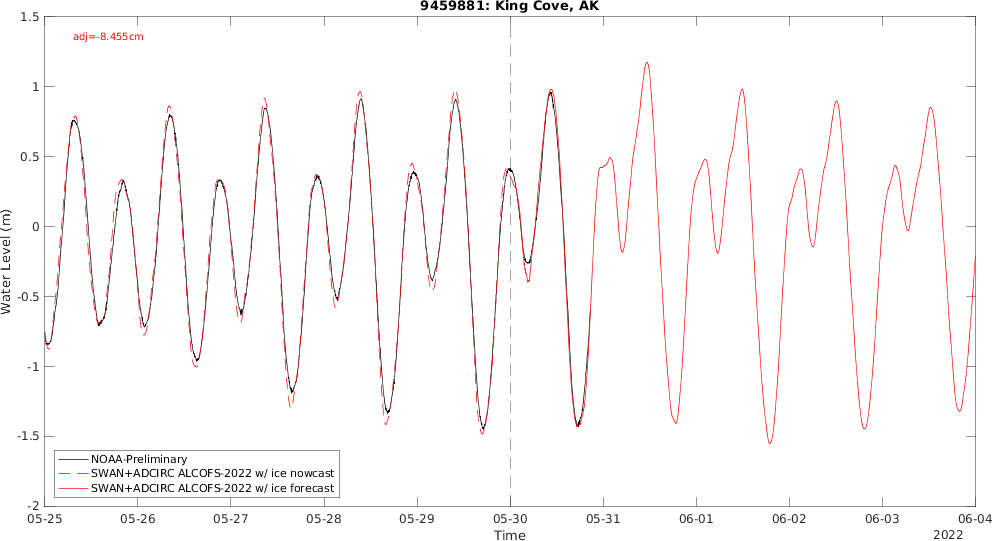 9459881: King Cove, AK
adj=-8.455cm
1.5
1
0.5
0
-0.5
-1
-1.5
-2
Water Level (m)
NOAA-Preliminary
SWAN+ADCIRC ALCOFS-2022 w/ ice nowcast
SWAN+ADCIRC ALCOFS-2022 w/ ice forecast
05-25 05-26 05-27 05-28 05-29 05-30 05-31 06-01 06-02 06-03 06-04
Time
2022